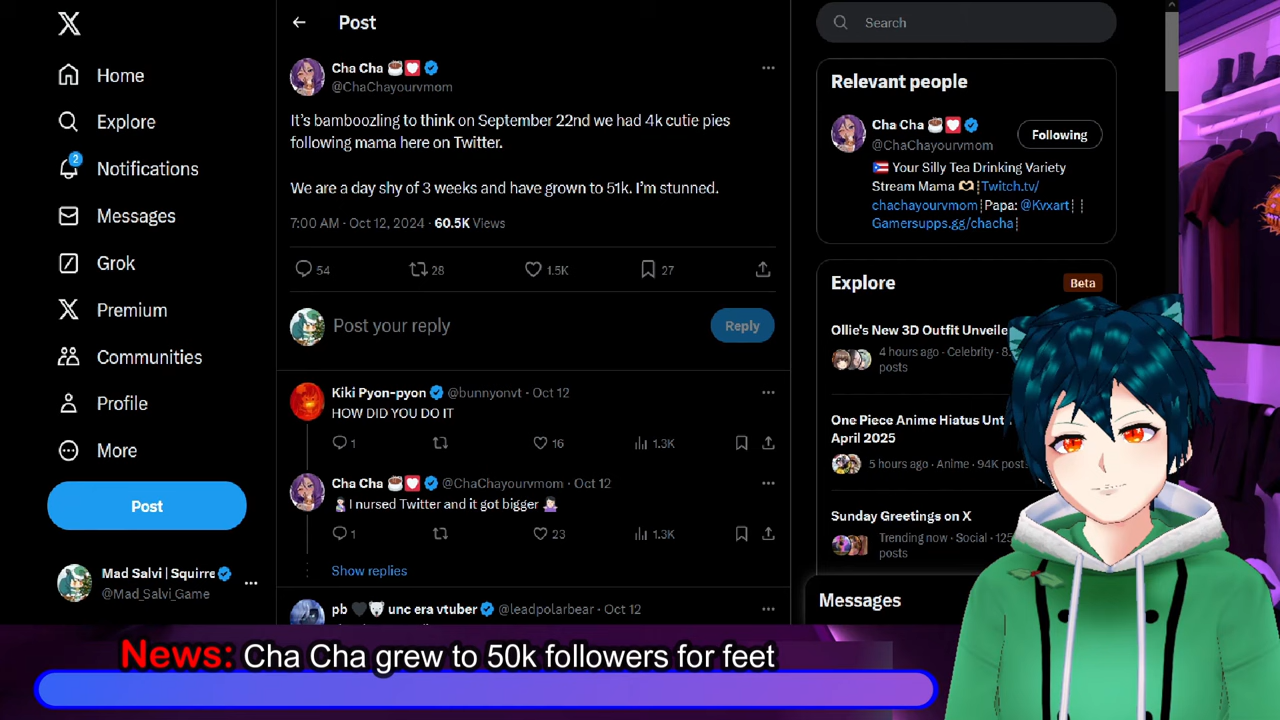 Home
Explore
2
Notifications
Messages
Grok
Premium
Communities
Profile
More
Post
Mad Salvi | Squirre
@Mad_Salvi_Game
Post
Cha Cha
@ChaChayourvmom
It's bamboozling to think on September 22nd we had 4k cutie pies
following mama here on Twitter.
We are a day shy of 3 weeks and have grown to 51k. I'm stunned.
7:00 AM · Oct 12, 2024 · 60.5K Views
54
28
1.5K
27
Post your reply
Reply
Kiki Pyon-pyon @bunnyonvt · Oct 12
HOW DID YOU DO IT
1
16
1.3K
Cha Cha @ChaChayourvmom · Oct 12
I nursed Twitter and it got bigger
1
23
1.3K
Show replies
pb unc era vtuber @leadpolarbear · Oct 12
Search
Relevant people
Cha Cha
@ChaChayourvmom
Following
Your Silly Tea Drinking Variety
Stream Mama ¦Twitch.tv/
chachayourvmom¦Papa: @Kvxart¦ ¦
Gamersupps.gg/chacha¦
Explore
Beta
Ollie's New 3D Outfit Unveile
4 hours ago · Celebrity · 8.
posts
One Piece Anime Hiatus Unt
April 2025
5 hours ago · Anime · 94K post
Sunday Greetings on X
Trending now · Social · 125
posts
Messages
News: Cha Cha grew to 50k followers for feet